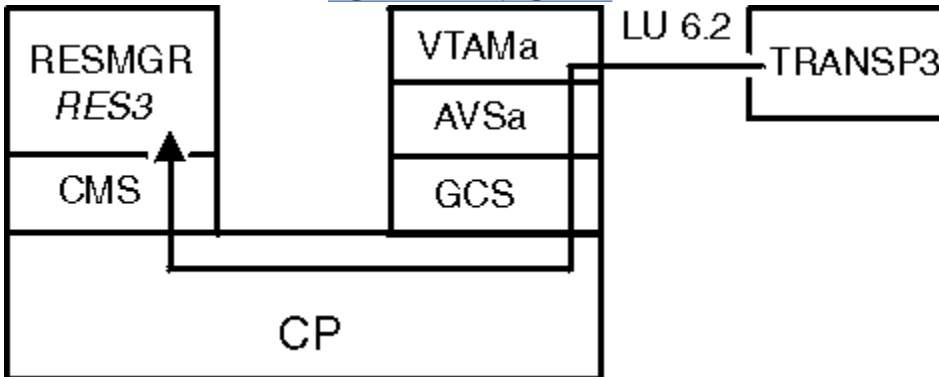 RESMGR
RES3
CMS
VTAMa
AVSa
GCS
LU 6.2
TRANSP3
CP